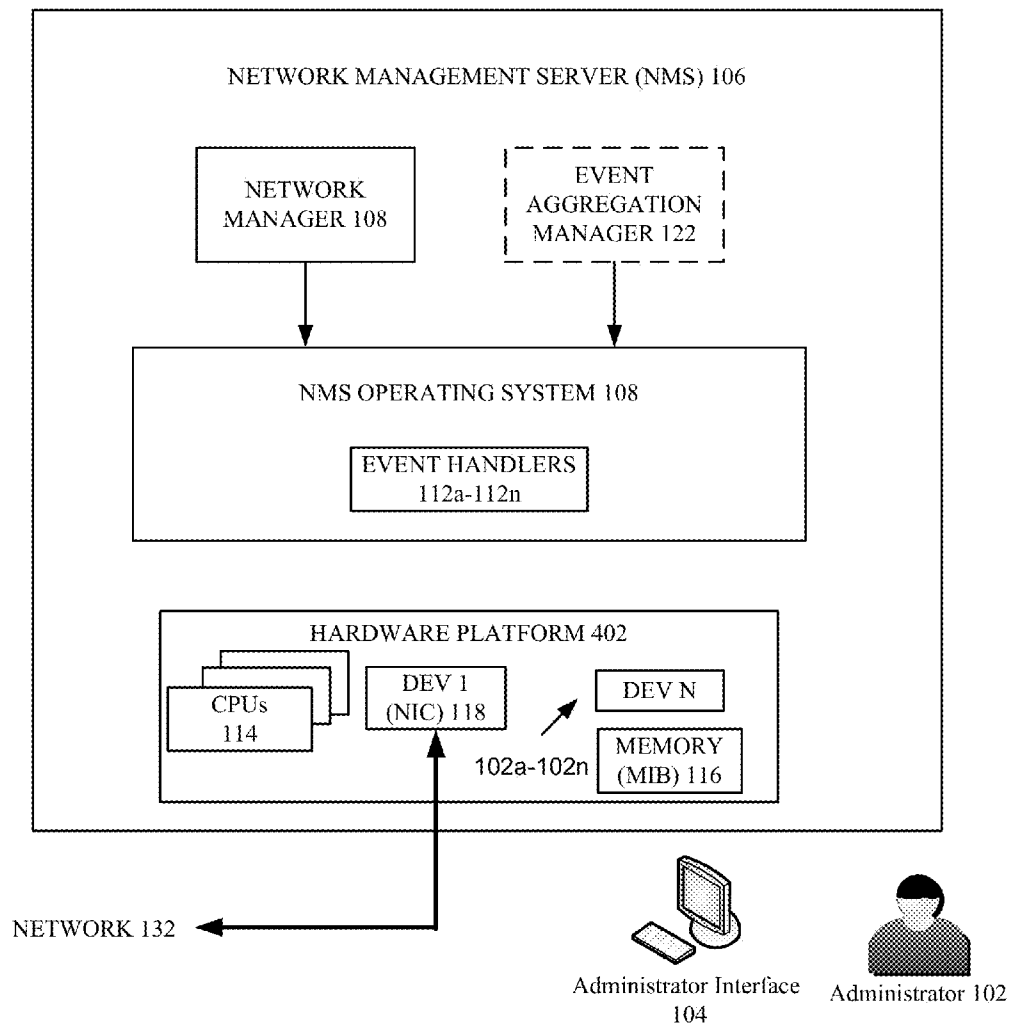 NETWORK MANAGEMENT SERVER (NMS) 106
NETWORK
MANAGER 108
EVENT
AGGREGATION
MANAGER 122
NMS OPERATING SYSTEM 108
EVENT HANDLERS
112a-112n
HARDWARE PLATFORM 402
CPUs
114
DEV 1
(NIC) 118
102a-102n
DEV N
MEMORY
(MIB) 116
NETWORK 132
Administrator Interface
104
Administrator 102